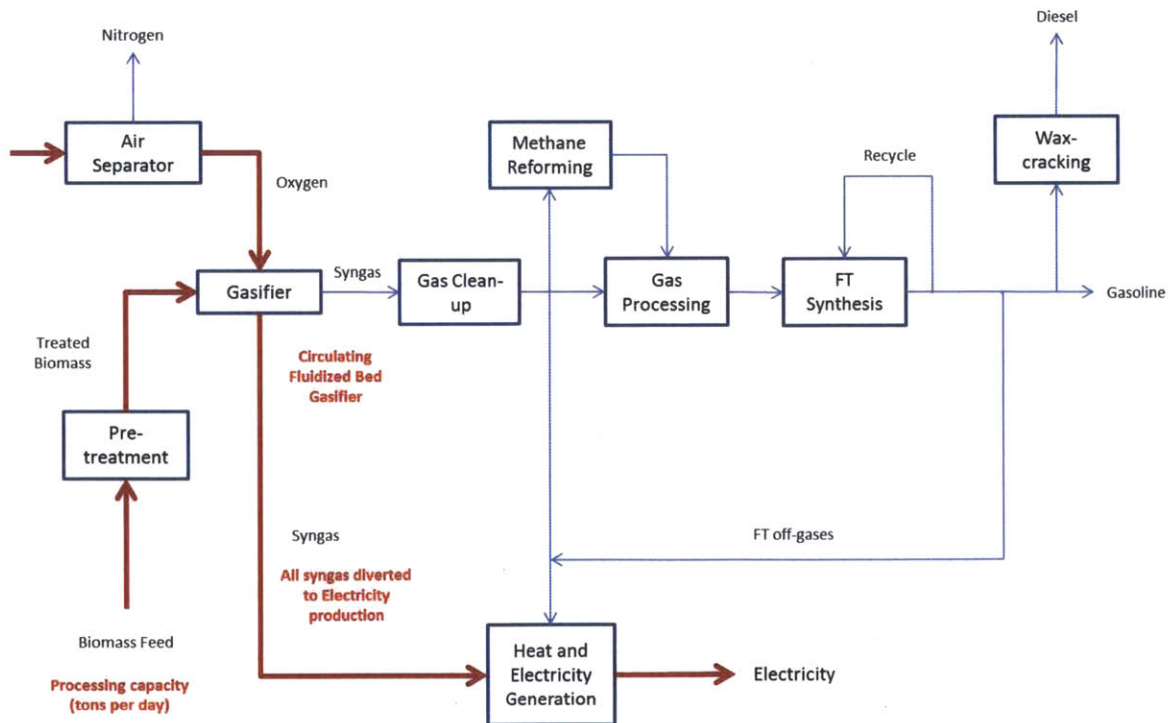 Nitrogen
Diesel
Air
Separator
Methane
Reforming
Wax-
cracking
Recycle
Oxygen
Gasifier
Syngas
Gas Clean-
up
Gas
Processing
FT
Synthesis
Gasoline
Treated
Biomass
Circulating
Fluidized Bed
Gasifier
Pre-
treatment
Syngas
FT off-gases
All syngas diverted
to Electricity
production
Biomass Feed
Heat and
Electricity
Generation
Electricity
Processing capacity
(tons per day)